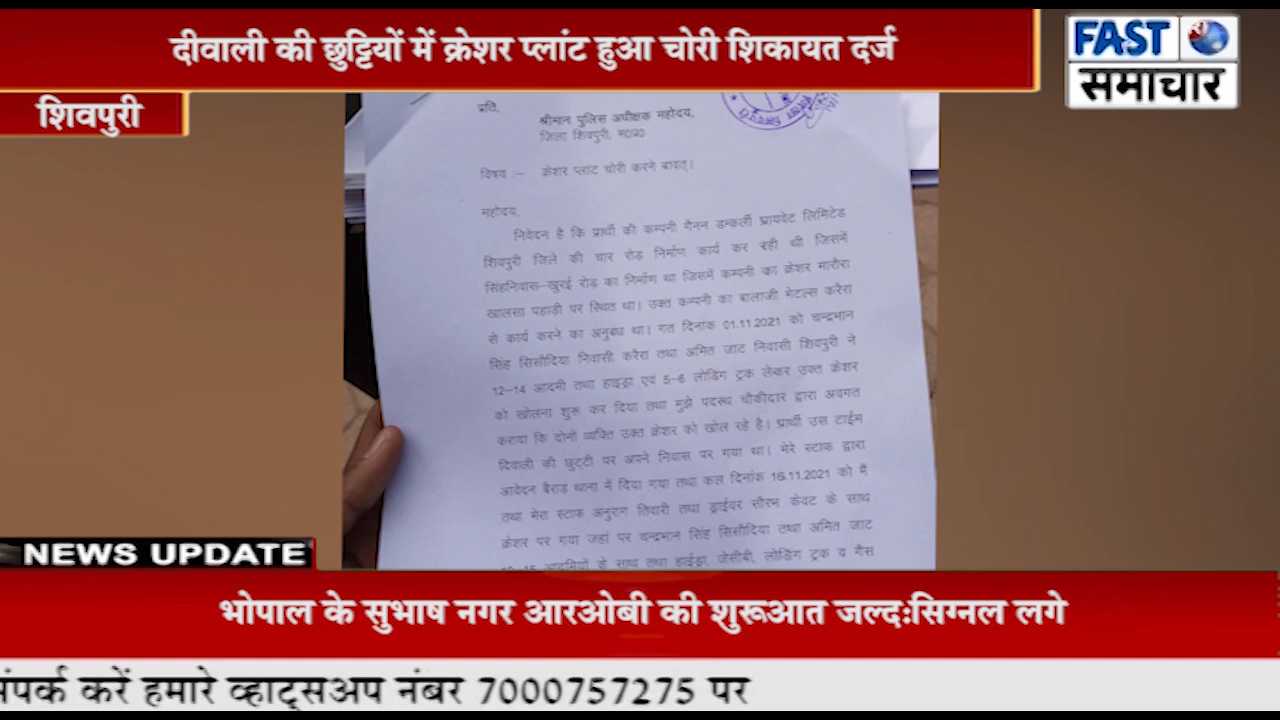 दीवाली की छुट्टियों में क्रेशर प्लांट हुआ चोरी शिकायत दर्ज
FAST
समाचार
शिवपुरी
प्रति,
श्रीमान पुलिस अधीक्षक महोदय,
जिला शिवपुरी, म0प्र0
विषय :– क्रेशर प्लांट चोरी करने बावत्।
महोदय,
निवेदन है कि प्रार्थी की कम्पनी गैनन डन्कर्ली प्रायवेट लिमिटेड
शिवपुरी जिले की चार रोड़ निर्माण कार्य कर रही थी जिसमें
सिंहनिवास–खुरई रोड का निर्माण था जिसमें कम्पनी का क्रेशर मारौरा
खालसा पहाडी पर स्थित था। उक्त कम्पनी का बालाजी मेटल्स करैरा
से कार्य करने का अनुबंध था। गत दिनांक 01.11.2021 को चन्द्रभान
सिंह सिसौदिया निवासी करैरा तथा अमित जाट निवासी शिवपुरी ने
12–14 आदमी तथा हाइड्रा एवं 5–6 लोडिंग ट्रक लेकर उक्त क्रेशर
को खोलना शुरू कर दिया तथा मुझे पदस्थ चौकीदार द्वारा अवगत
कराया कि दोनों व्यक्ति उक्त क्रेशर को खोल रहे है। प्रार्थी उस टाईम
दिवाली की छुट्टी पर अपने निवास पर गया था। मेरे स्टाफ द्वारा
आवेदन बैराड़ थाना में दिया गया तथा कल दिनांक 16.11.2021 को मैं
तथा मेरा स्टाफ अनुराग तिवारी तथा ड्राईवर सौरभ केवट के साथ
क्रेशर पर गया जहां पर चन्द्रभान सिंह सिसौदिया तथा अमित जाट
आदमियों के साथ तथा हाईड्रा, जेसीबी, लोडिंग ट्रक व गैस
NEWS UPDATE
भोपाल के सुभाष नगर आरओबी की शुरूआत जल्दःसिग्नल लगे
संपर्क करें हमारे व्हाट्सअप नंबर 7000757275 पर